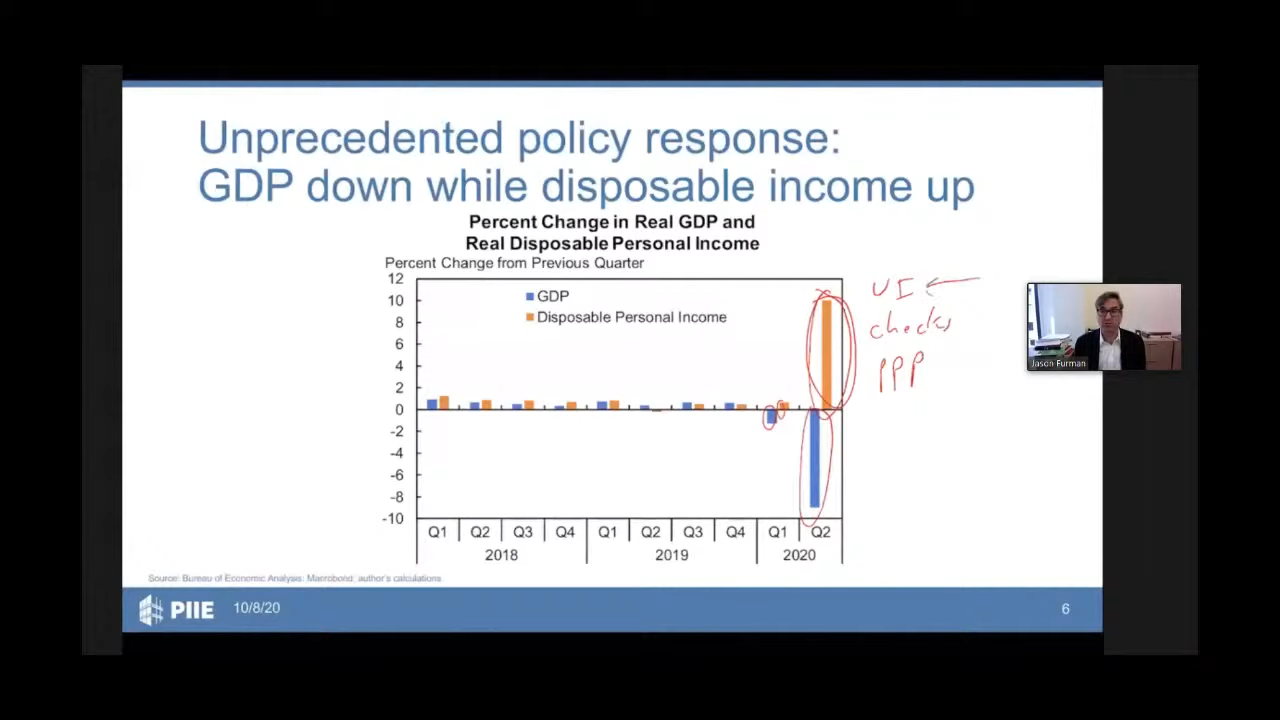 Unprecedented policy response:
GDP down while disposable income up
Percent Change in Real GDP and
Real Disposable Personal Income
Percent Change from Previous Quarter
12
10
8
6
4
2
0
-2
-4
-6
-8
-10
GDP
Disposable Personal Income
UI
checks
PPP
Q1 Q2 Q3 Q4 Q1 Q2 Q3 Q4 Q1 Q2
2018 2019 2020
Source: Bureau of Economic Analysis; Macrobond; author's calculations.
PIIE 10/8/20 6
Jason Furman